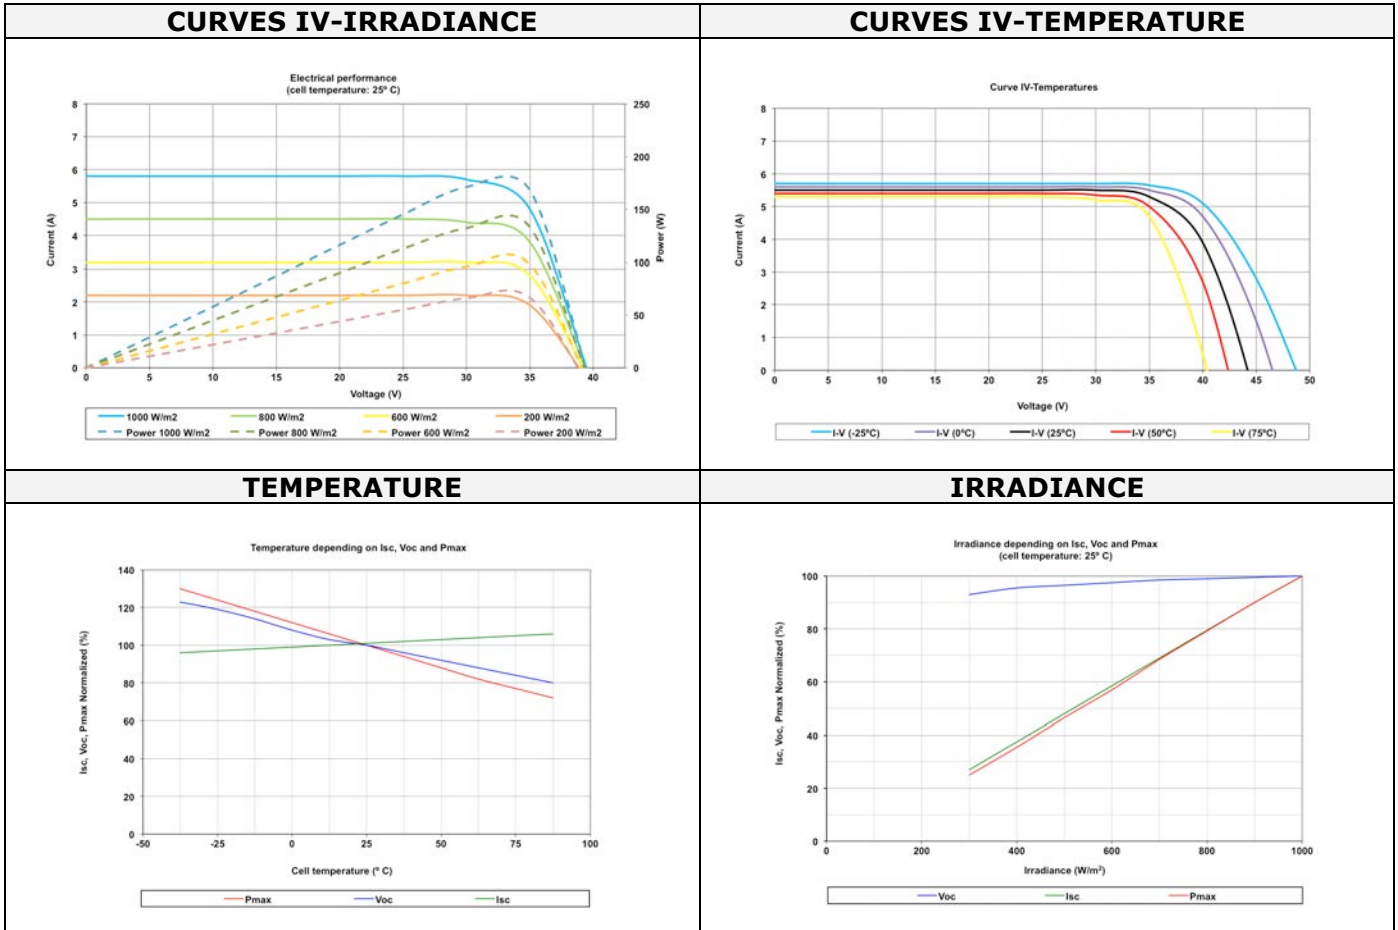 CURVES IV-IRRADIANCE
CURVES IV-TEMPERATURE
Electrical performance
(cell temperature: 25º C)
8
7
6
5
4
3
2
1
0
Current (A)
250
200
150
100
50
0
Power (W)
0 5 10 15 20 25 30 35 40
Voltage (V)
1000 W/m2 800 W/m2 600 W/m2 200 W/m2
Power 1000 W/m2 Power 800 W/m2 Power 600 W/m2 Power 200 W/m2
Curve IV-Temperatures
8
7
6
5
4
3
2
1
0
Current (A)
0 5 10 15 20 25 30 35 40 45 50
Voltage (V)
I-V (-25ºC) I-V (0ºC) I-V (25ºC) I-V (50ºC) I-V (75ºC)
TEMPERATURE
IRRADIANCE
Temperature depending on Isc, Voc and Pmax
140
120
100
80
60
40
20
0
Isc, Voc, Pmax Normalized (%)
-50 -25 0 25 50 75 100
Cell temperature (º C)
Pmax Voc Isc
Irradiance depending on Isc, Voc and Pmax
(cell temperature: 25º C)
100
80
60
40
20
0
Isc, Voc, Pmax Normalized (%)
0 200 400 600 800 1000
Irradiance (W/m²)
Voc Isc Pmax